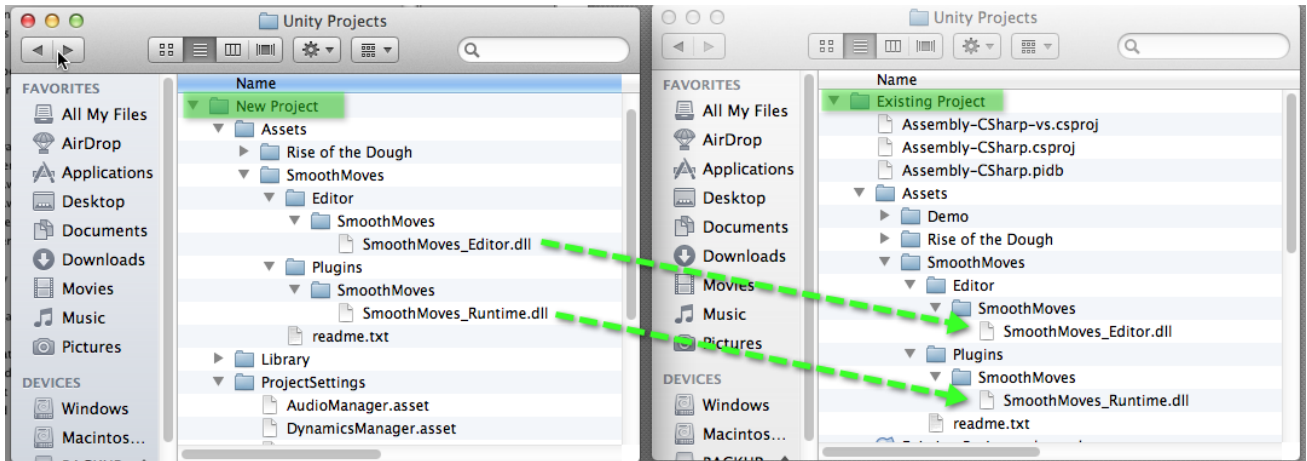 Unity Projects
FAVORITES
All My Files
AirDrop
Applications
Desktop
Documents
Downloads
Movies
Music
Pictures
DEVICES
Windows
Macintos...
Name
New Project
Assets
Rise of the Dough
SmoothMoves
Editor
SmoothMoves
SmoothMoves_Editor.dll
Plugins
SmoothMoves
SmoothMoves_Runtime.dll
readme.txt
Library
ProjectSettings
AudioManager.asset
DynamicsManager.asset
Unity Projects
FAVORITES
All My Files
AirDrop
Applications
Desktop
Documents
Downloads
Movies
Music
Pictures
DEVICES
Windows
Macintos...
Name
Existing Project
Assembly-CSharp-vs.csproj
Assembly-CSharp.csproj
Assembly-CSharp.pidb
Assets
Demo
Rise of the Dough
SmoothMoves
Editor
SmoothMoves
SmoothMoves_Editor.dll
Plugins
SmoothMoves
SmoothMoves_Runtime.dll
readme.txt